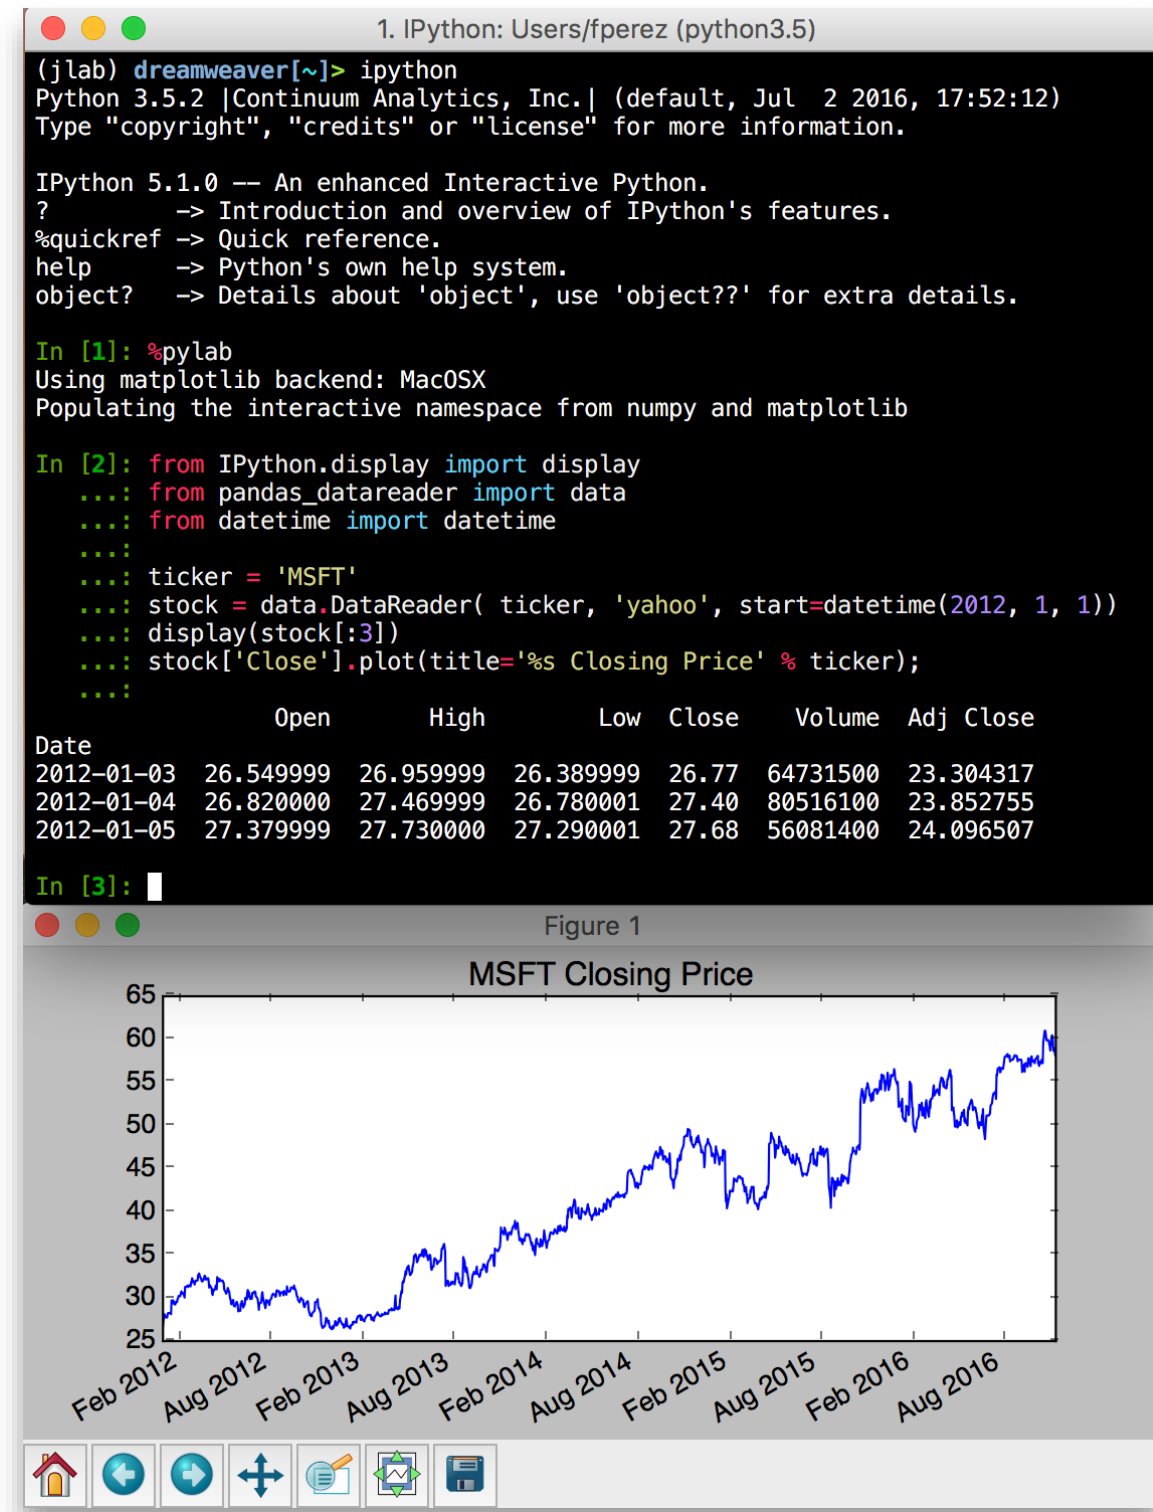 1. IPython: Users/fperez (python3.5)
(jlab) dreamweaver[~]> ipython
Python 3.5.2 |Continuum Analytics, Inc.| (default, Jul  2 2016, 17:52:12)
Type "copyright", "credits" or "license" for more information.
IPython 5.1.0 -- An enhanced Interactive Python.
?         -> Introduction and overview of IPython's features.
%quickref -> Quick reference.
help      -> Python's own help system.
object?   -> Details about 'object', use 'object??' for extra details.
In [1]: %pylab
Using matplotlib backend: MacOSX
Populating the interactive namespace from numpy and matplotlib
In [2]: from IPython.display import display
   ...: from pandas_datareader import data
   ...: from datetime import datetime
   ...:
   ...: ticker = 'MSFT'
   ...: stock = data.DataReader( ticker, 'yahoo', start=datetime(2012, 1, 1))
   ...: display(stock[:3])
   ...: stock['Close'].plot(title='%s Closing Price' % ticker);
   ...:
                 Open       High        Low  Close    Volume  Adj Close
Date
2012-01-03  26.549999  26.959999  26.389999  26.77  64731500  23.304317
2012-01-04  26.820000  27.469999  26.780001  27.40  80516100  23.852755
2012-01-05  27.379999  27.730000  27.290001  27.68  56081400  24.096507
In [3]:
Figure 1
MSFT Closing Price
65
60
55
50
45
40
35
30
25
Feb 2012 Aug 2012 Feb 2013 Aug 2013 Feb 2014 Aug 2014 Feb 2015 Aug 2015 Feb 2016 Aug 2016